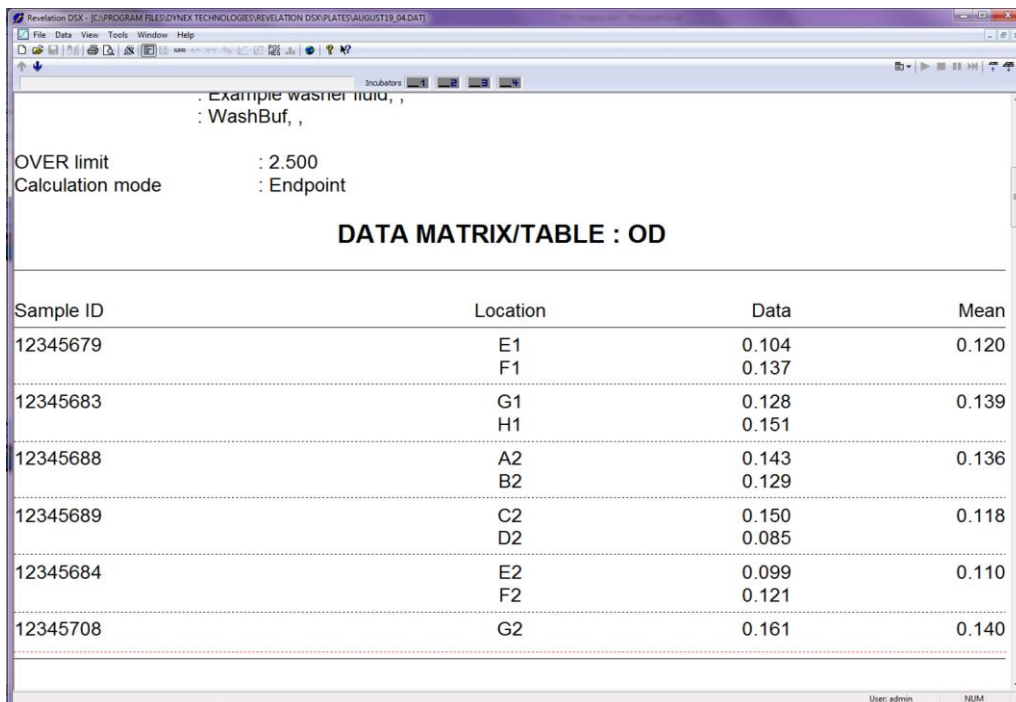 Revelation DSX - [C:\PROGRAM FILES\DYNEX TECHNOLOGIES\REVELATION DSX\PLATES\AUGUST19_04.DAT]
File Data View Tools Window Help
Incubators 1 2 3 4
: Example washer fluid, ,
: WashBuf, ,
OVER limit : 2.500
Calculation mode : Endpoint
DATA MATRIX/TABLE : OD
Sample ID Location Data Mean
12345679 E1 0.104 0.120
F1 0.137
12345683 G1 0.128 0.139
H1 0.151
12345688 A2 0.143 0.136
B2 0.129
12345689 C2 0.150 0.118
D2 0.085
12345684 E2 0.099 0.110
F2 0.121
12345708 G2 0.161 0.140
User: admin NUM